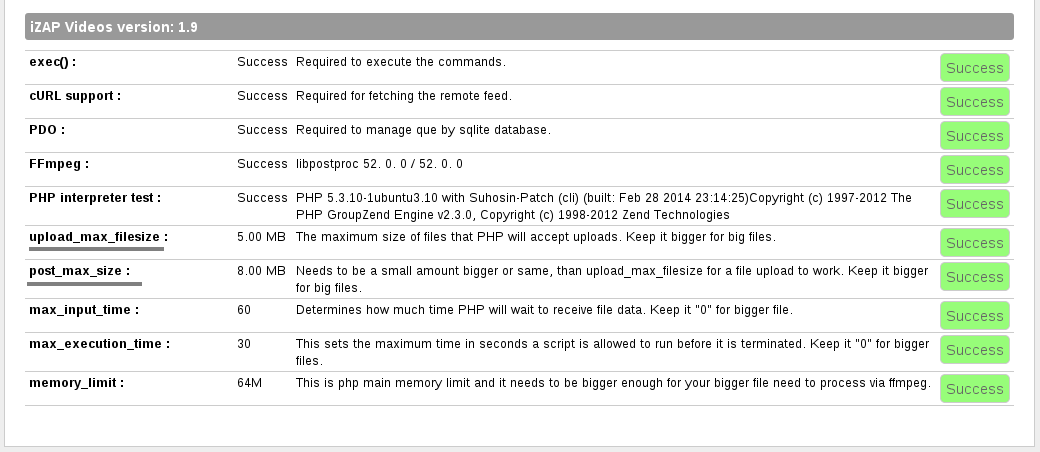 iZAP Videos version: 1.9
exec() : Success Required to execute the commands. Success
cURL support : Success Required for fetching the remote feed. Success
PDO : Success Required to manage que by sqlite database. Success
FFmpeg : Success libpostproc 52. 0. 0 / 52. 0. 0 Success
PHP interpreter test : Success PHP 5.3.10-1ubuntu3.10 with Suhosin-Patch (cli) (built: Feb 28 2014 23:14:25)Copyright (c) 1997-2012 The Success
PHP GroupZend Engine v2.3.0, Copyright (c) 1998-2012 Zend Technologies
upload_max_filesize : 5.00 MB The maximum size of files that PHP will accept uploads. Keep it bigger for big files. Success
post_max_size : 8.00 MB Needs to be a small amount bigger or same, than upload_max_filesize for a file upload to work. Keep it bigger Success
for big files.
max_input_time : 60 Determines how much time PHP will wait to receive file data. Keep it "0" for bigger file. Success
max_execution_time : 30 This sets the maximum time in seconds a script is allowed to run before it is terminated. Keep it "0" for bigger Success
files.
memory_limit : 64M This is php main memory limit and it needs to be bigger enough for your bigger file need to process via ffmpeg. Success